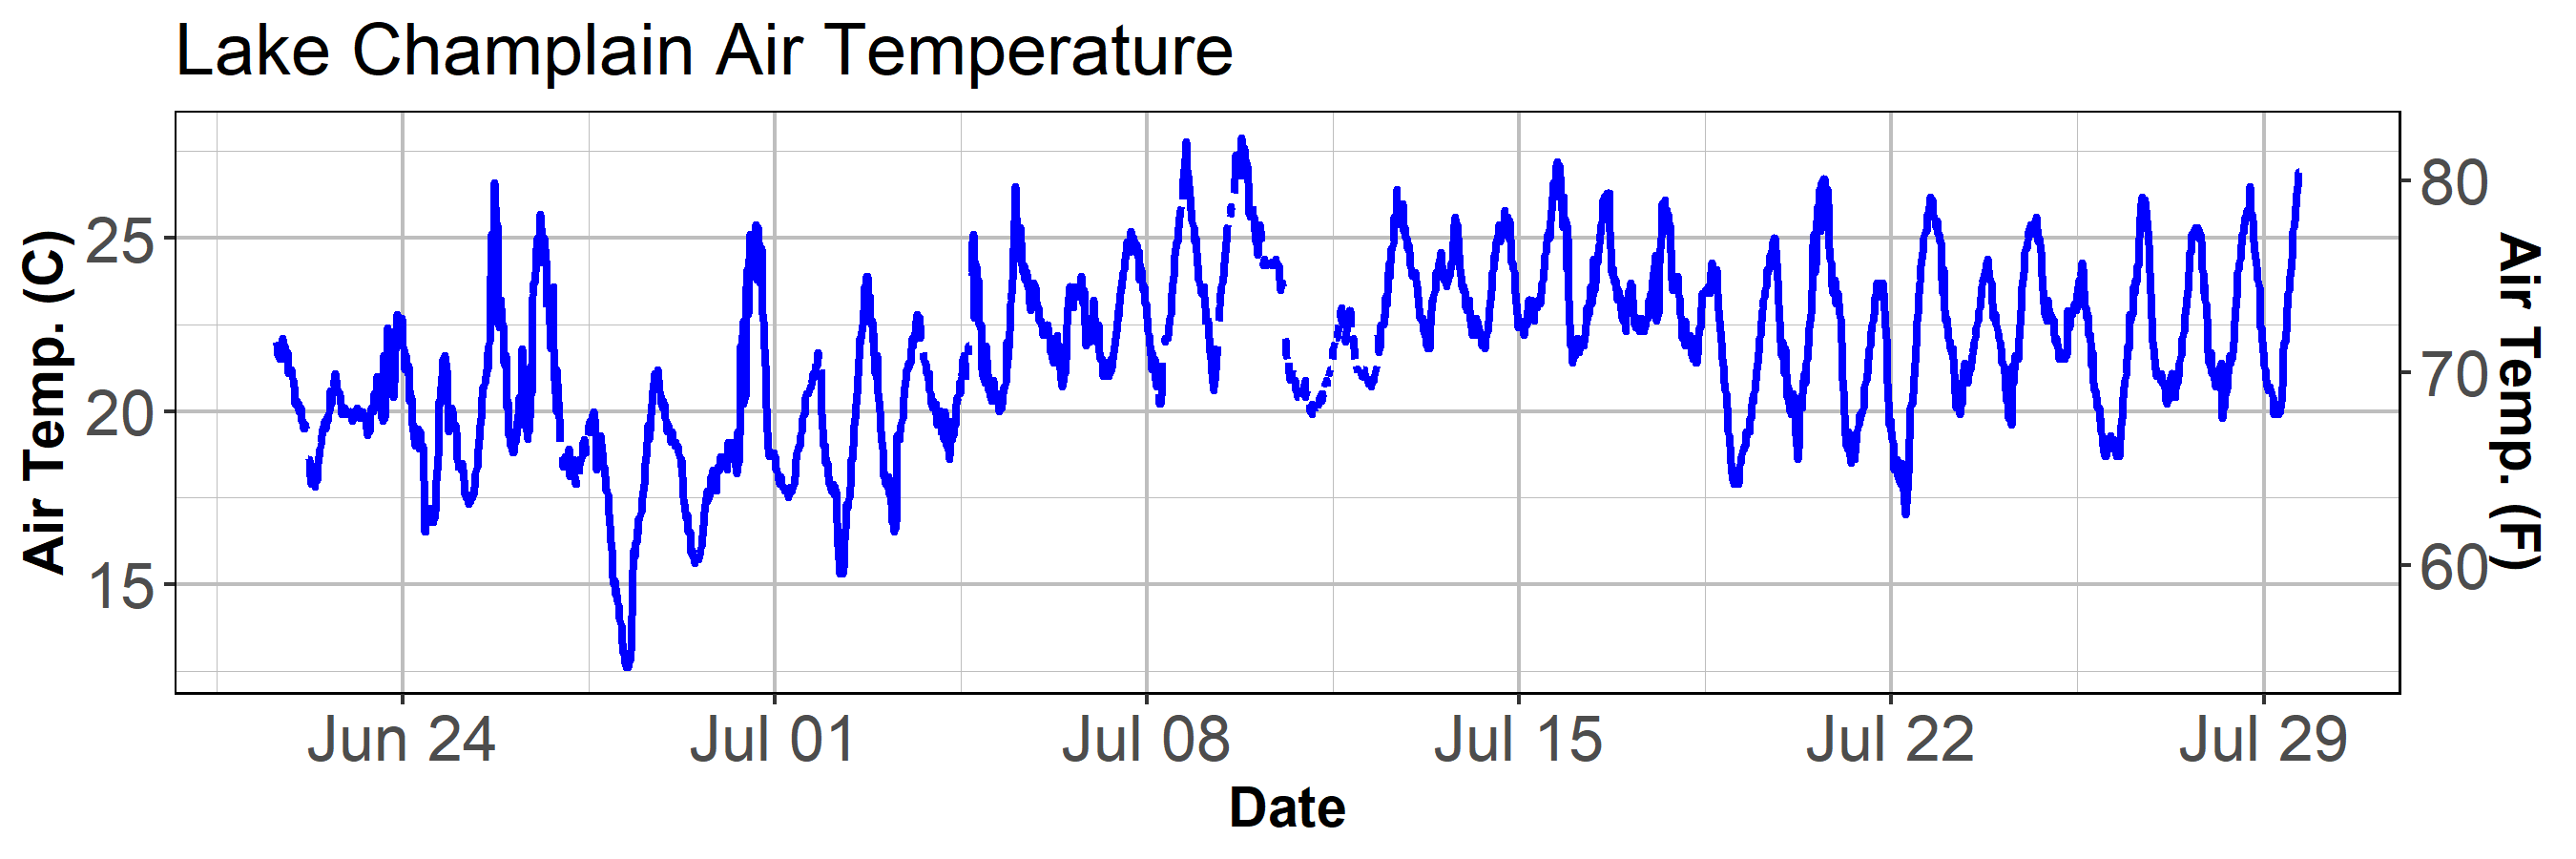 Lake Champlain Air Temperature
Air Temp. (C)
25
20
15
80
70
60
Air Temp. (F)
Jun 24 Jul 01 Jul 08 Jul 15 Jul 22 Jul 29
Date